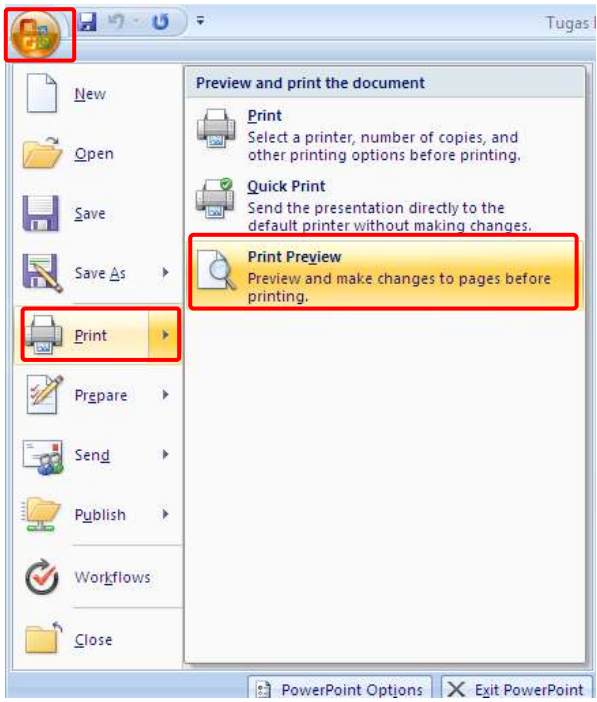 Tugas
New
Open
Save
Save As
Print
Prepare
Send
Publish
Workflows
Close
Preview and print the document
Print
Select a printer, number of copies, and
other printing options before printing.
Quick Print
Send the presentation directly to the
default printer without making changes.
Print Preview
Preview and make changes to pages before
printing.
PowerPoint Options
Exit PowerPoint